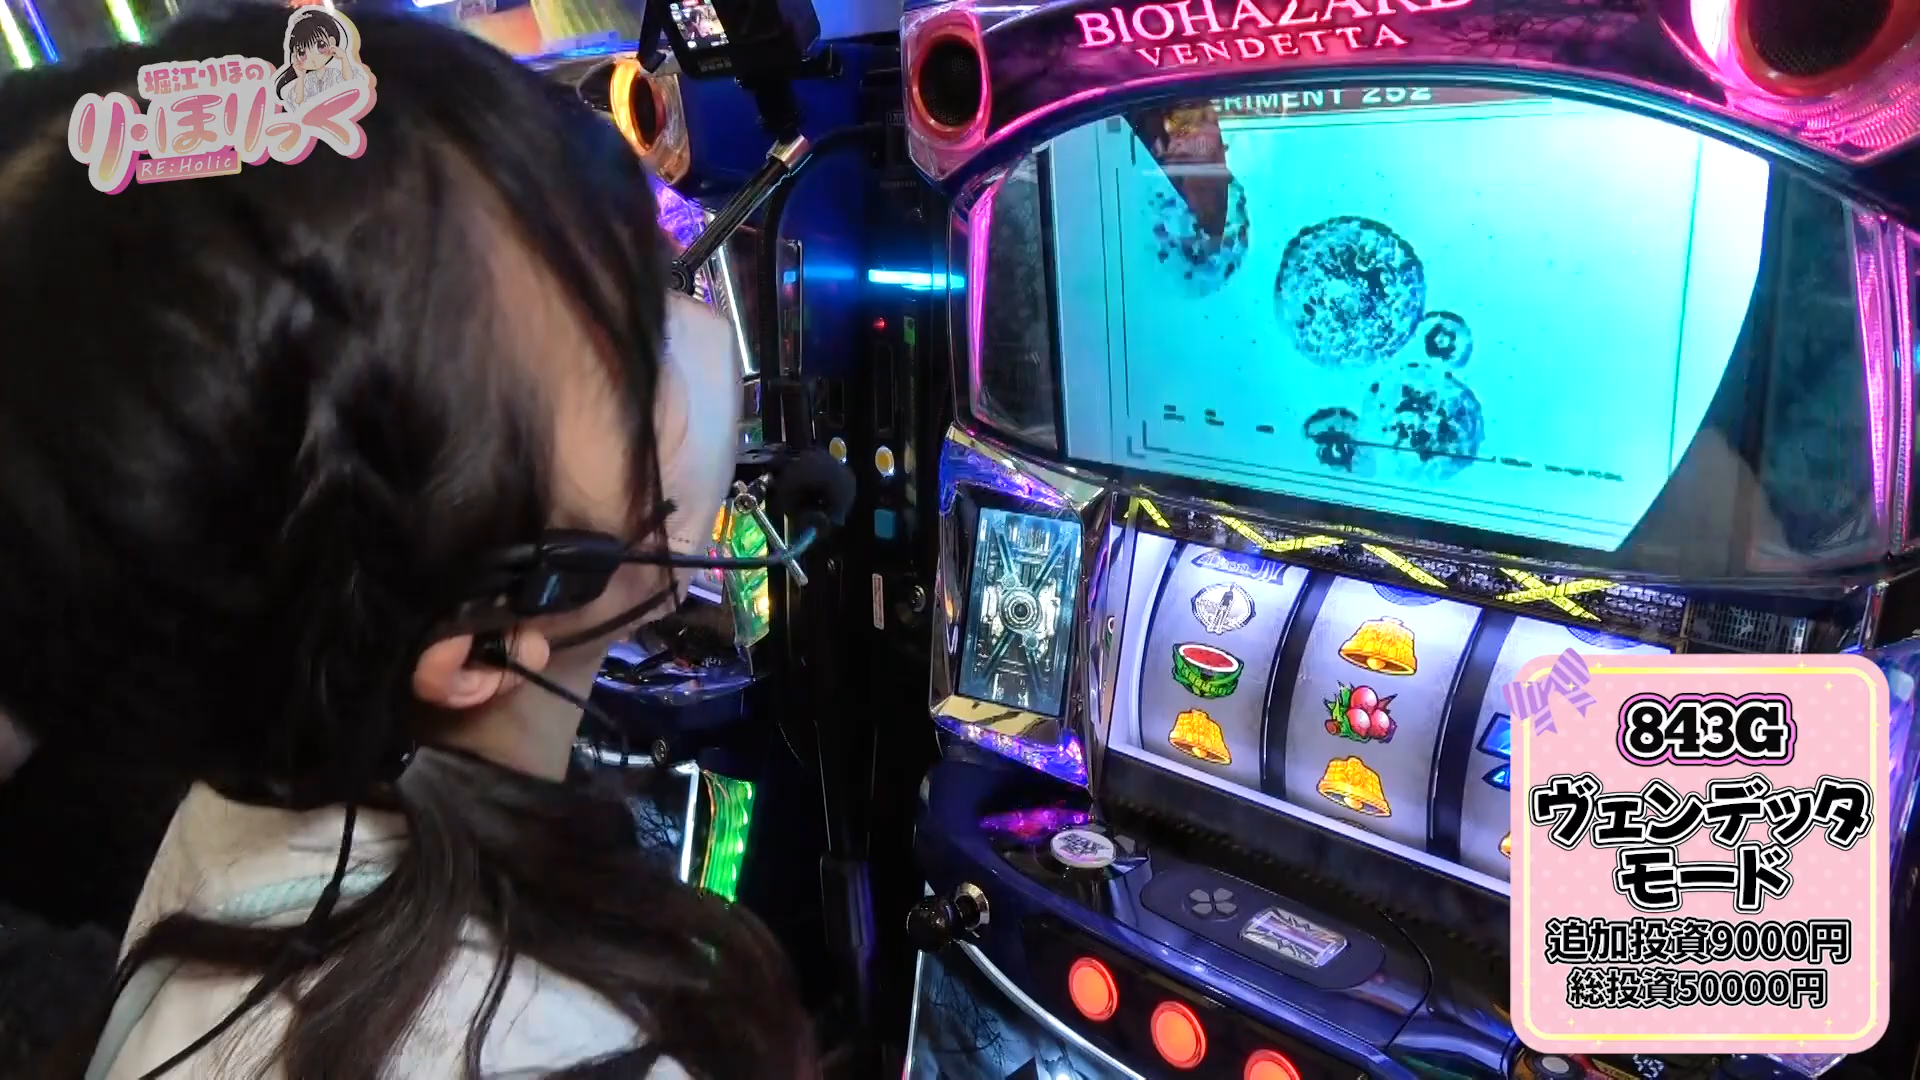 堀江りほの
り・ほりっく
RE:Holic
BIOHAZARD
VENDETTA
ERIMENT 252
843G
ヴェンデッタ
モード
追加投資9000円
総投資50000円